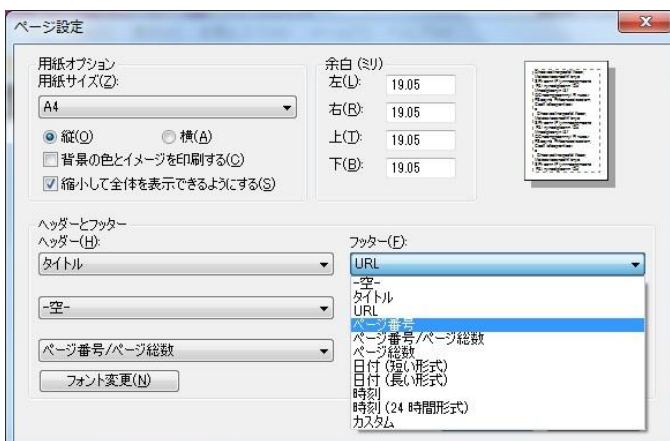 ページ設定
用紙オプション
用紙サイズ(Z):
A4
縦(O)
横(A)
背景の色とイメージを印刷する(C)
縮小して全体を表示できるようにする(S)
余白 (ミリ)
左(L):
19.05
右(R):
19.05
上(T):
19.05
下(B):
19.05
ヘッダーとフッター
ヘッダー(H):
タイトル
-空-
ページ番号/ページ総数
フォント変更(N)
フッター(F):
URL
-空-
タイトル
URL
ページ番号
ページ番号/ページ総数
ページ総数
日付 (短い形式)
日付 (長い形式)
時刻
時刻 (24 時間形式)
カスタム